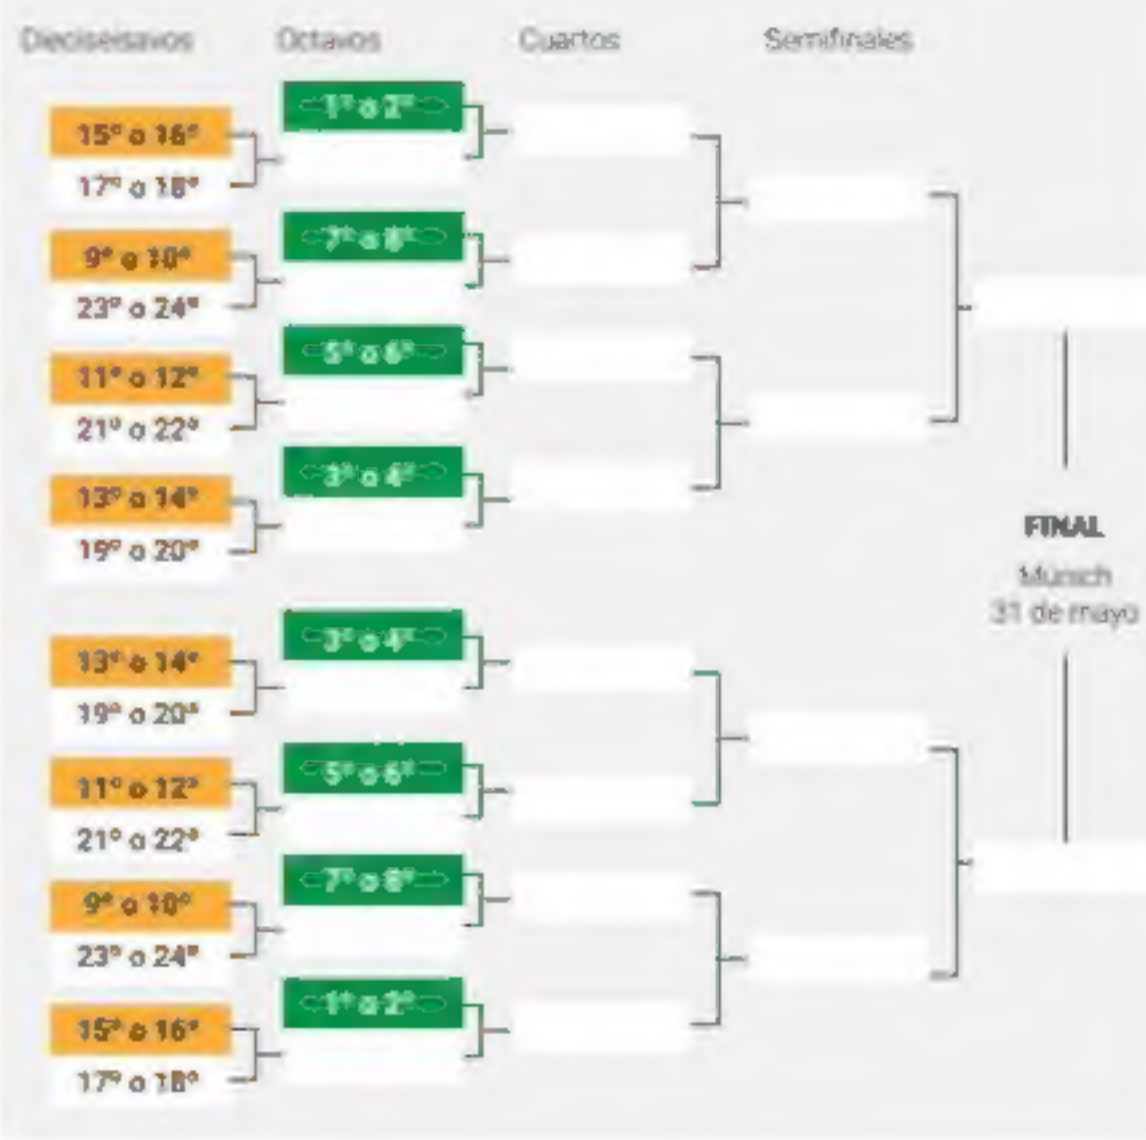 Dieciseisavos Octavos Cuartos Semifinales
1º o 2º
15º o 16º
17º o 18º
7º o 8º
9º o 10º
23º o 24º
5º o 6º
11º o 12º
21º o 22º
3º o 4º
13º o 14º
19º o 20º
FINAL
Múnich
31 de mayo
3º o 4º
13º o 14º
19º o 20º
5º o 6º
11º o 12º
21º o 22º
7º o 8º
9º o 10º
23º o 24º
1º o 2º
15º o 16º
17º o 18º